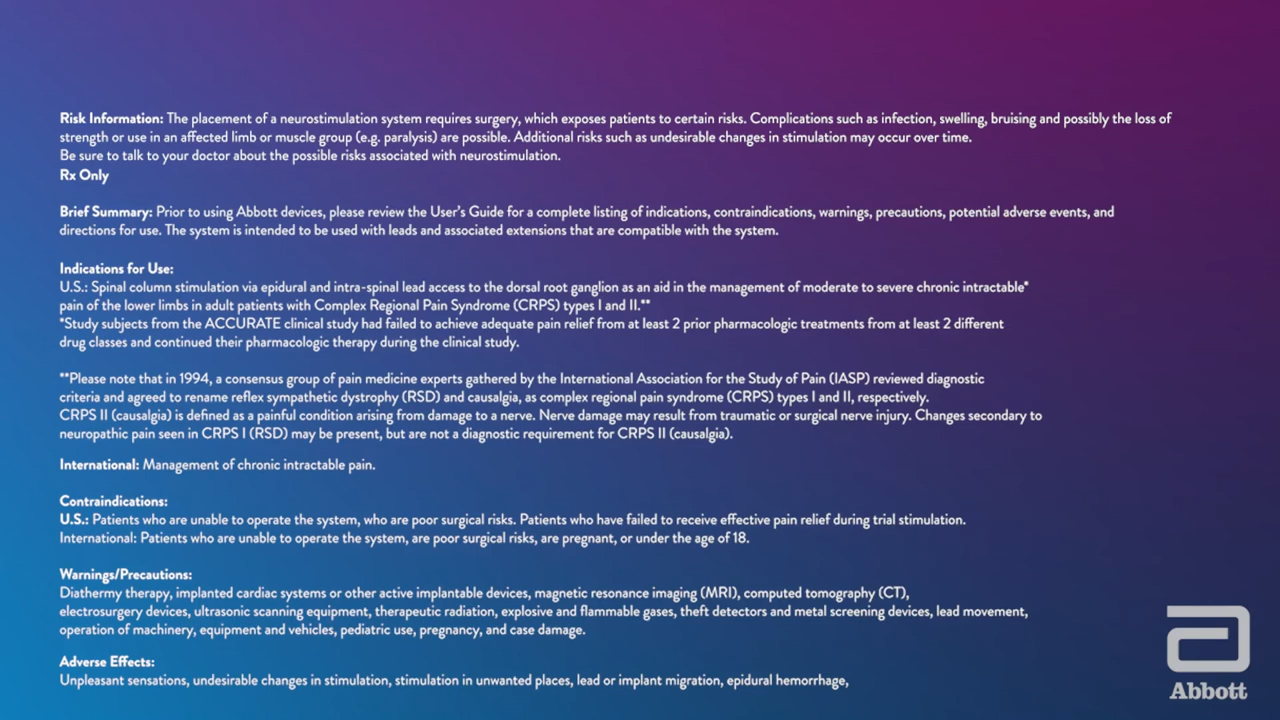 Risk Information: The placement of a neurostimulation system requires surgery, which exposes patients to certain risks. Complications such as infection, swelling, bruising and possibly the loss of
strength or use in an affected limb or muscle group (e.g. paralysis) are possible. Additional risks such as undesirable changes in stimulation may occur over time.
Be sure to talk to your doctor about the possible risks associated with neurostimulation.
Rx Only
Brief Summary: Prior to using Abbott devices, please review the User's Guide for a complete listing of indications, contraindications, warnings, precautions, potential adverse events, and
directions for use. The system is intended to be used with leads and associated extensions that are compatible with the system.
Indications for Use:
U.S.: Spinal column stimulation via epidural and intra-spinal lead access to the dorsal root ganglion as an aid in the management of moderate to severe chronic intractable*
pain of the lower limbs in adult patients with Complex Regional Pain Syndrome (CRPS) types I and II.**
*Study subjects from the ACCURATE clinical study had failed to achieve adequate pain relief from at least 2 prior pharmacologic treatments from at least 2 different
drug classes and continued their pharmacologic therapy during the clinical study.
**Please note that in 1994, a consensus group of pain medicine experts gathered by the International Association for the Study of Pain (IASP) reviewed diagnostic
criteria and agreed to rename reflex sympathetic dystrophy (RSD) and causalgia, as complex regional pain syndrome (CRPS) types I and II, respectively.
CRPS II (causalgia) is defined as a painful condition arising from damage to a nerve. Nerve damage may result from traumatic or surgical nerve injury. Changes secondary to
neuropathic pain seen in CRPS I (RSD) may be present, but are not a diagnostic requirement for CRPS II (causalgia).
International: Management of chronic intractable pain.
Contraindications:
U.S.: Patients who are unable to operate the system, who are poor surgical risks. Patients who have failed to receive effective pain relief during trial stimulation.
International: Patients who are unable to operate the system, are poor surgical risks, are pregnant, or under the age of 18.
Warnings/Precautions:
Diathermy therapy, implanted cardiac systems or other active implantable devices, magnetic resonance imaging (MRI), computed tomography (CT),
electrosurgery devices, ultrasonic scanning equipment, therapeutic radiation, explosive and flammable gases, theft detectors and metal screening devices, lead movement,
operation of machinery, equipment and vehicles, pediatric use, pregnancy, and case damage.
Adverse Effects:
Unpleasant sensations, undesirable changes in stimulation, stimulation in unwanted places, lead or implant migration, epidural hemorrhage,
Abbott